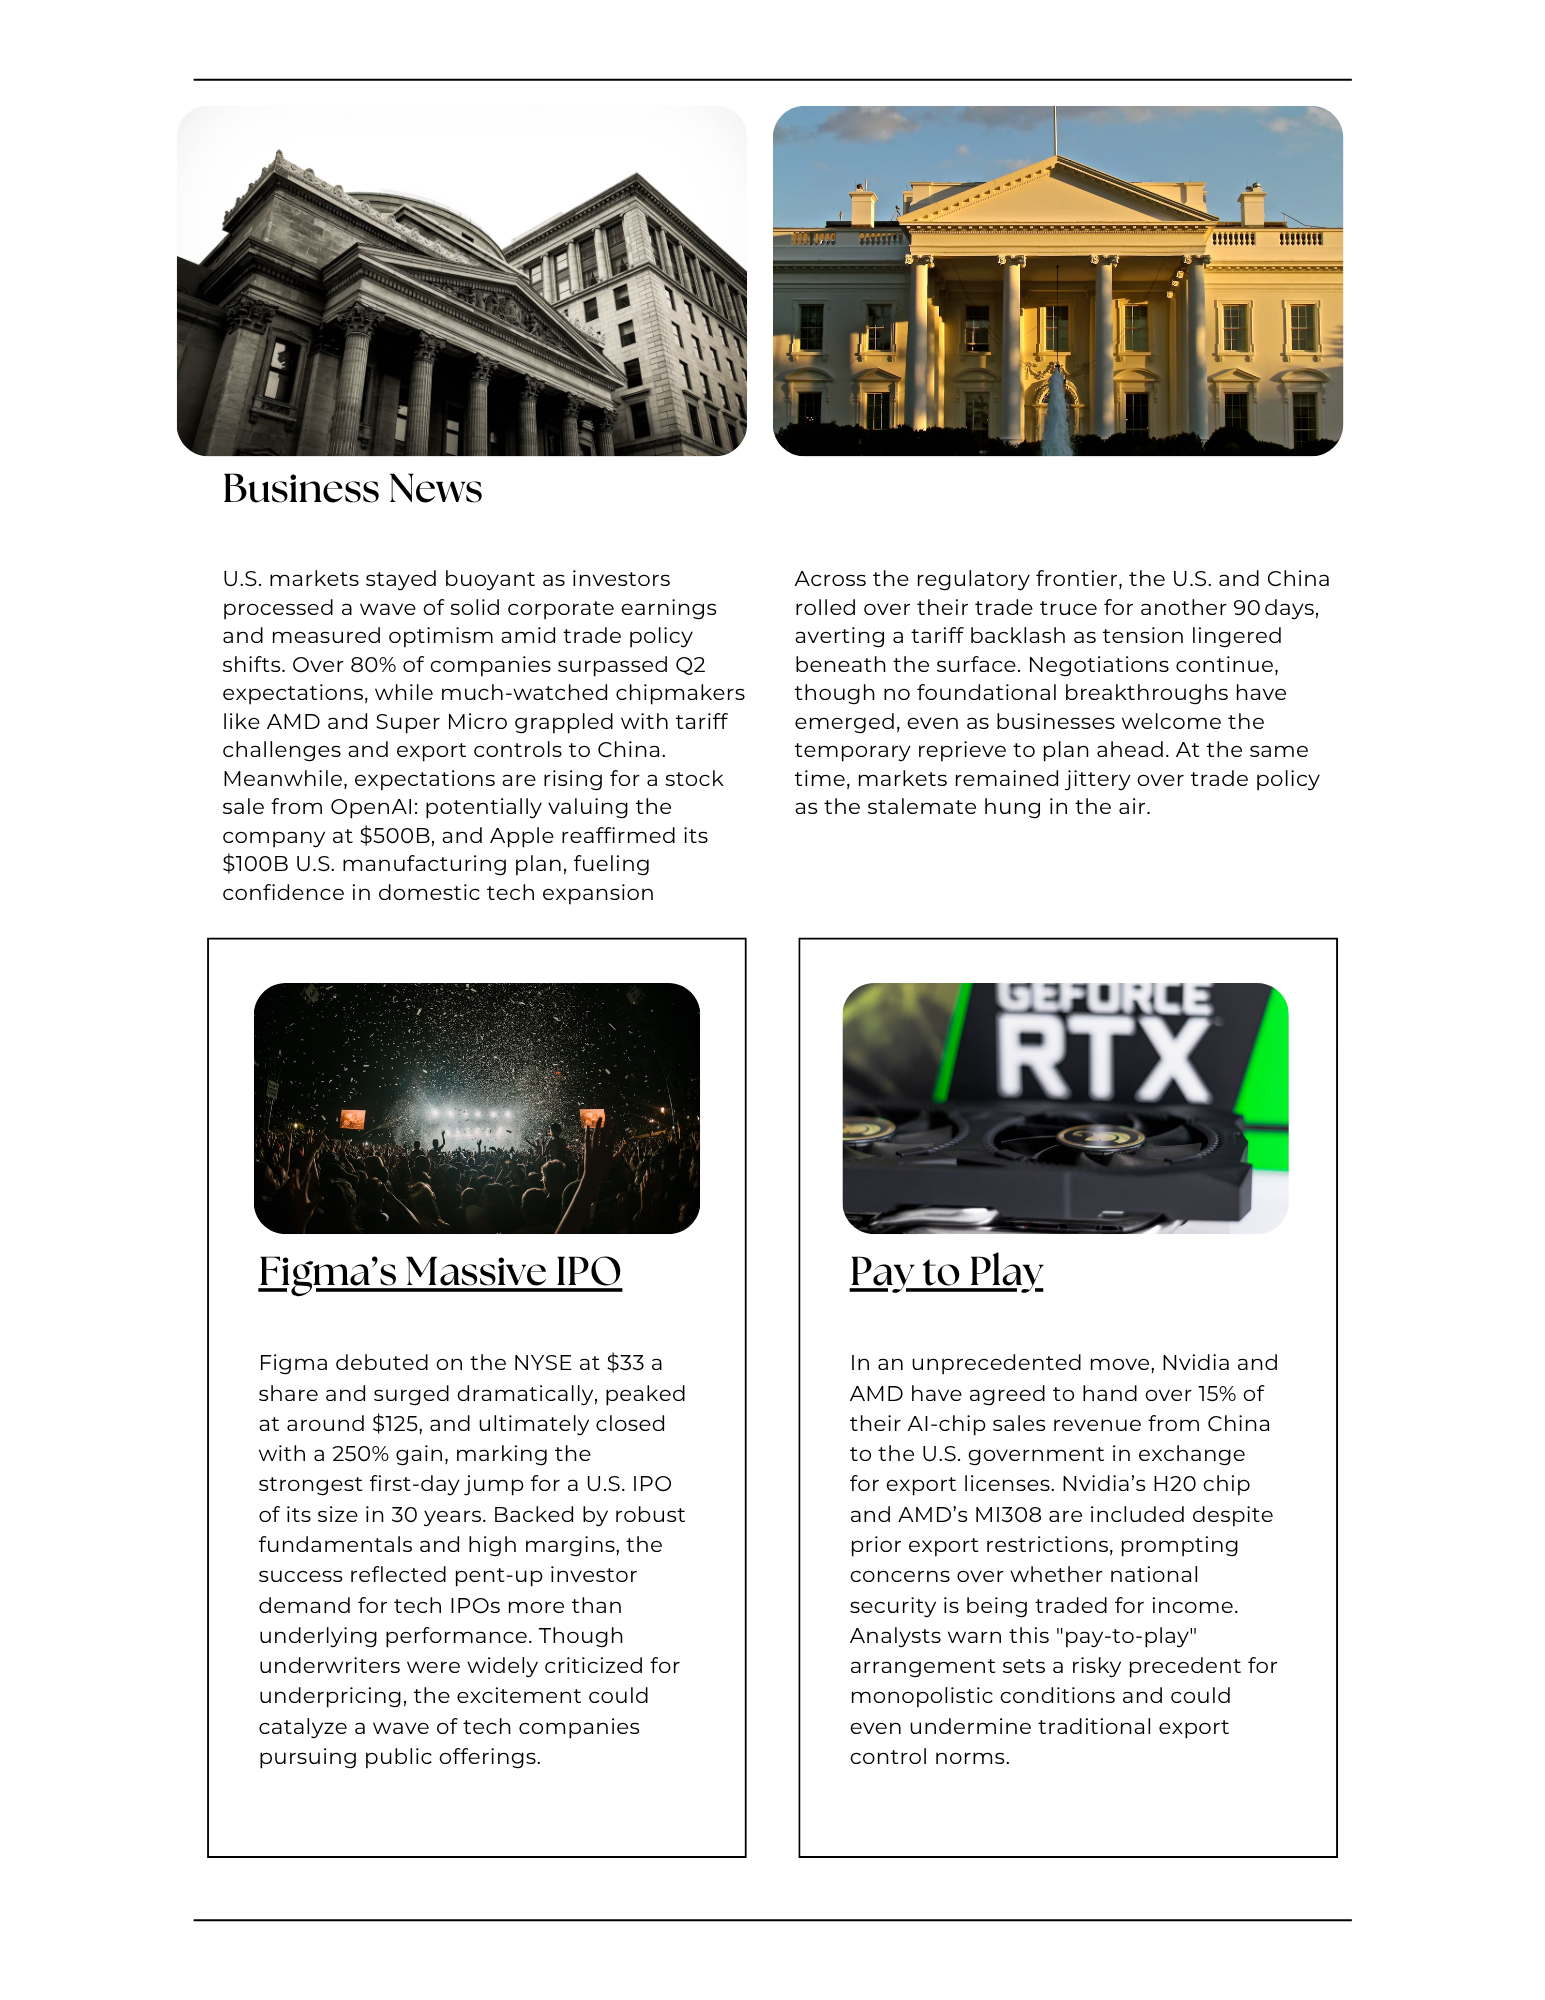 Business News
U.S. markets stayed buoyant as investors
processed a wave of solid corporate earnings
and measured optimism amid trade policy
shifts. Over 80% of companies surpassed Q2
expectations, while much-watched chipmakers
like AMD and Super Micro grappled with tariff
challenges and export controls to China.
Meanwhile, expectations are rising for a stock
sale from OpenAI: potentially valuing the
company at $500B, and Apple reaffirmed its
$100B U.S. manufacturing plan, fueling
confidence in domestic tech expansion
Across the regulatory frontier, the U.S. and China
rolled over their trade truce for another 90 days,
averting a tariff backlash as tension lingered
beneath the surface. Negotiations continue,
though no foundational breakthroughs have
emerged, even as businesses welcome the
temporary reprieve to plan ahead. At the same
time, markets remained jittery over trade policy
as the stalemate hung in the air.
Figma's Massive IPO
Figma debuted on the NYSE at $33 a
share and surged dramatically, peaked
at around $125, and ultimately closed
with a 250% gain, marking the
strongest first-day jump for a U.S. IPO
of its size in 30 years. Backed by robust
fundamentals and high margins, the
success reflected pent-up investor
demand for tech IPOs more than
underlying performance. Though
underwriters were widely criticized for
underpricing, the excitement could
catalyze a wave of tech companies
pursuing public offerings.
GEFORCE
RTX
Pay to Play
In an unprecedented move, Nvidia and
AMD have agreed to hand over 15% of
their AI-chip sales revenue from China
to the U.S. government in exchange
for export licenses. Nvidia's H20 chip
and AMD's MI308 are included despite
prior export restrictions, prompting
concerns over whether national
security is being traded for income.
Analysts warn this "pay-to-play"
arrangement sets a risky precedent for
monopolistic conditions and could
even undermine traditional export
control norms.